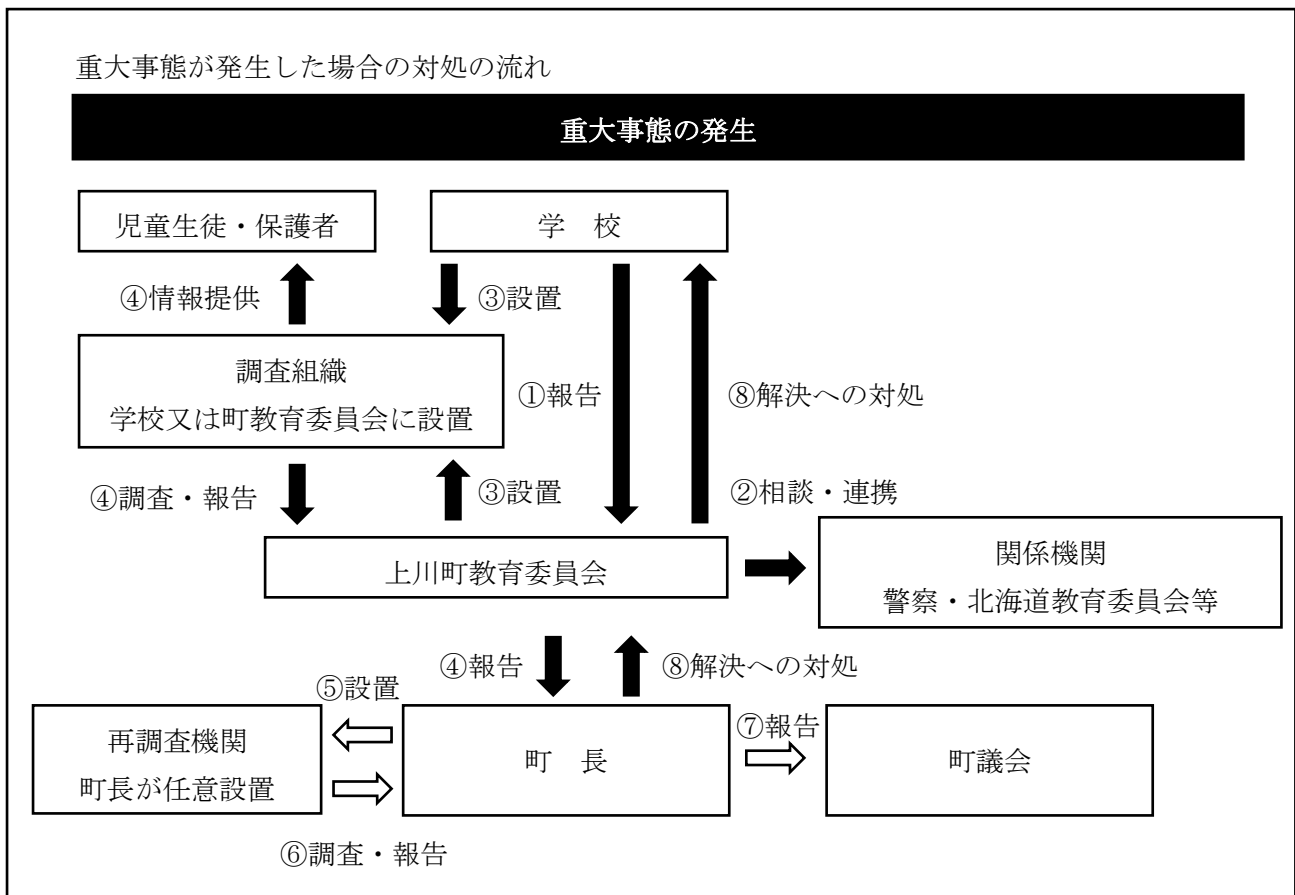 重大事態が発生した場合の対処の流れ
重大事態の発生
児童生徒・保護者
学　校
④情報提供
③設置
調査組織
学校又は町教育委員会に設置
①報告
⑧解決への対処
④調査・報告
③設置
②相談・連携
上川町教育委員会
関係機関
警察・北海道教育委員会等
④報告
⑧解決への対処
⑤設置
再調査機関
町長が任意設置
町　長
⑦報告
町議会
⑥調査・報告